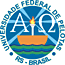 UNIVERSIDADE FEDERAL DE PELOTAS
RS - BRASIL